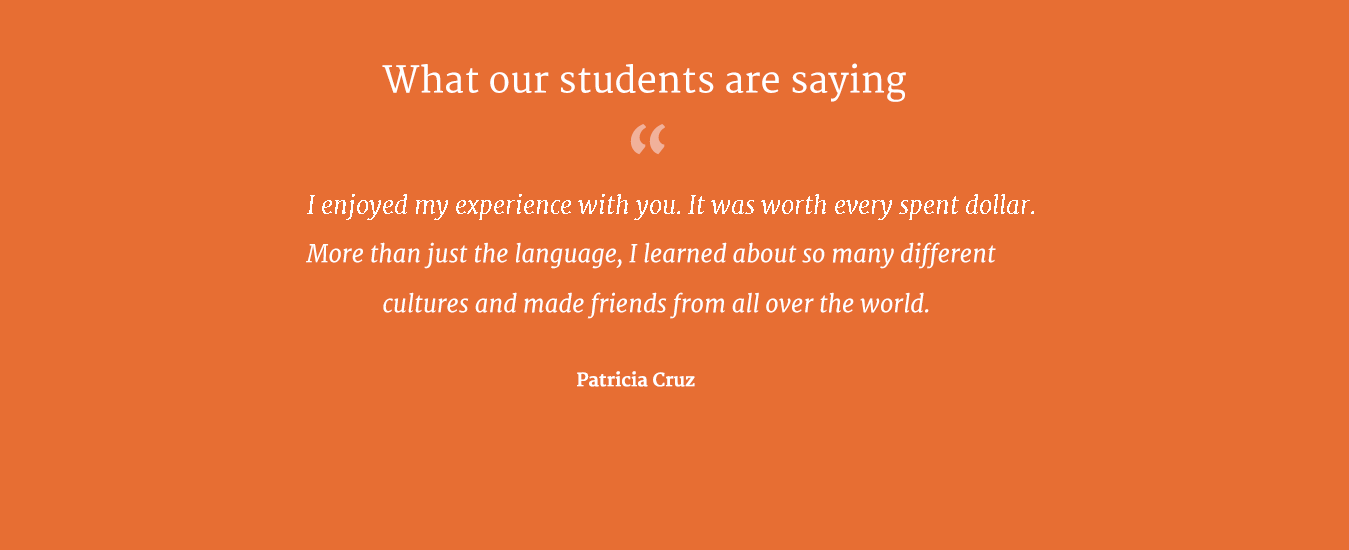 What our students are saying
“
I enjoyed my experience with you. It was worth every spent dollar.
More than just the language, I learned about so many different
cultures and made friends from all over the world.
Patricia Cruz